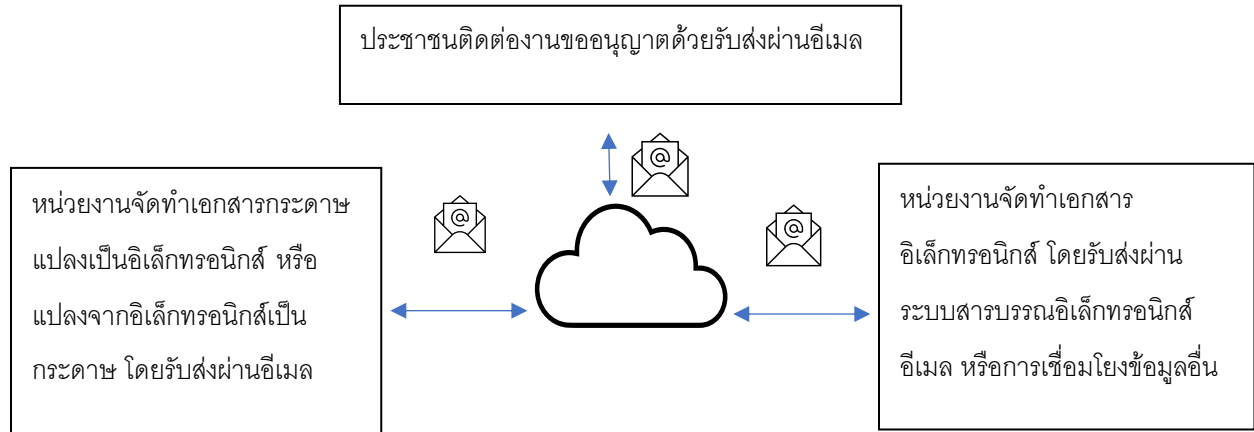 ประชาชนติดต่องานขออนุญาตด้วยรับส่งผ่านอีเมล
หน่วยงานจัดทำเอกสารกระดาษ
แปลงเป็นอิเล็กทรอนิกส์ หรือ
แปลงจากอิเล็กทรอนิกส์เป็น
กระดาษ โดยรับส่งผ่านอีเมล
หน่วยงานจัดทำเอกสาร
อิเล็กทรอนิกส์ โดยรับส่งผ่าน
ระบบสารบรรณอิเล็กทรอนิกส์
อีเมล หรือการเชื่อมโยงข้อมูลอื่น